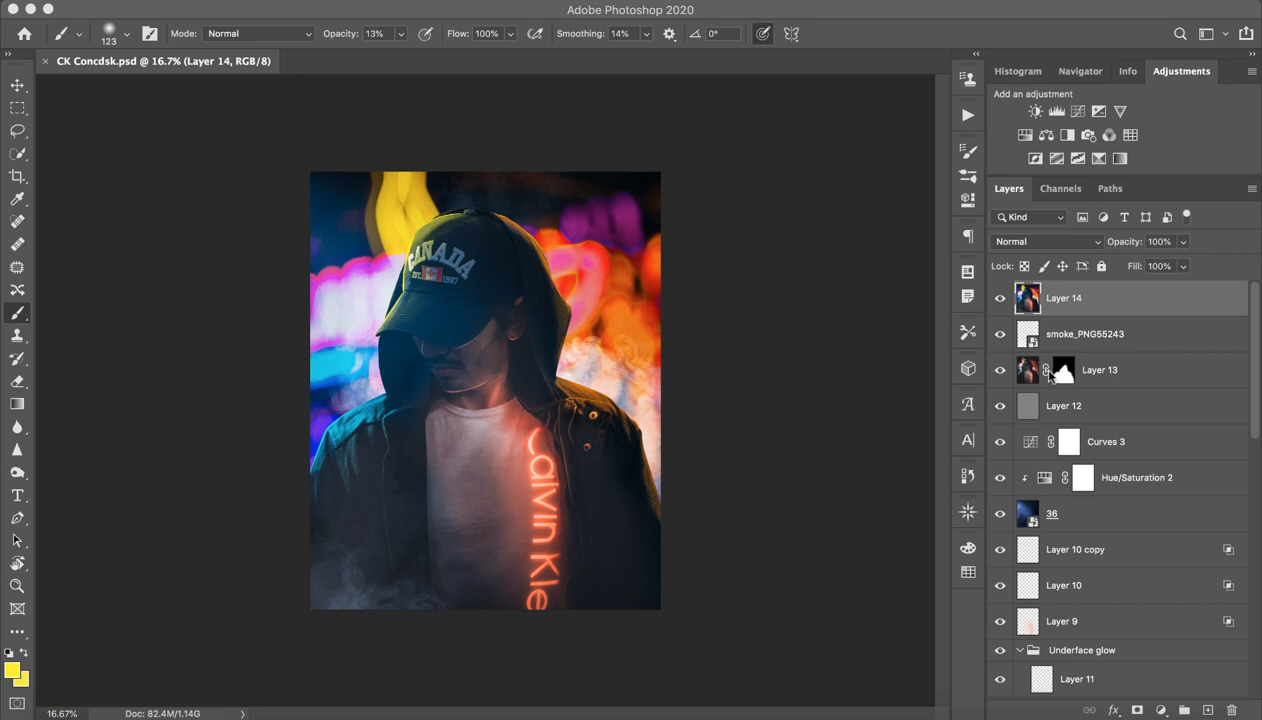 Adobe Photoshop 2020
123
Mode: Normal
Opacity: 13%
Flow: 100%
Smoothing: 14%
0°
CK Concdsk.psd @ 16.7% (Layer 14, RGB/8)
Histogram
Navigator
Info
Adjustments
Add an adjustment
Layers
Channels
Paths
Kind
Normal
Opacity: 100%
Lock:
Fill: 100%
Layer 14
smoke_PNG55243
Layer 13
Layer 12
Curves 3
Hue/Saturation 2
36
Layer 10 copy
Layer 10
Layer 9
Underface glow
Layer 11
CANADA
EST. 1987
Calvin Kle
16.67%
Doc: 82.4M/1.14G